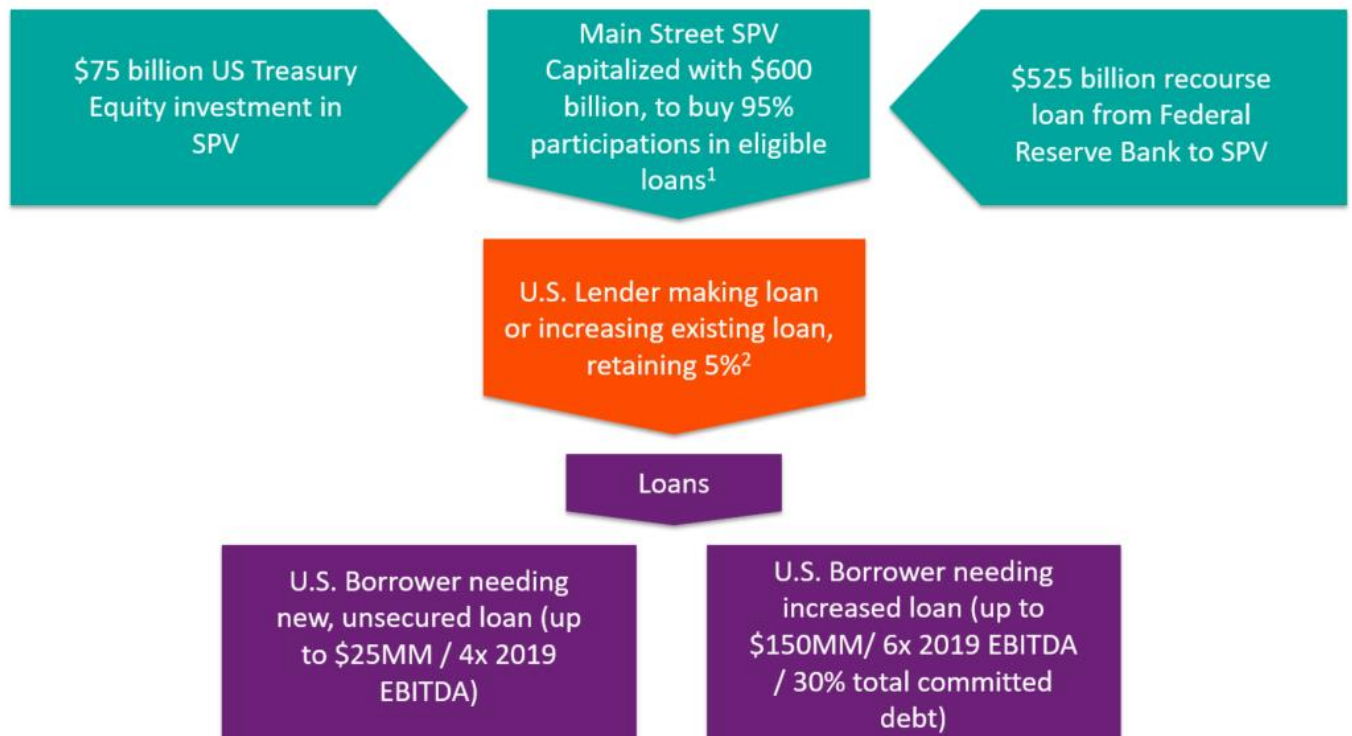 $75 billion US Treasury
Equity investment in
SPV
Main Street SPV
Capitalized with $600
billion, to buy 95%
participations in eligible
loans¹
$525 billion recourse
loan from Federal
Reserve Bank to SPV
U.S. Lender making loan
or increasing existing loan,
retaining 5%²
Loans
U.S. Borrower needing
new, unsecured loan (up
to $25MM / 4x 2019
EBITDA)
U.S. Borrower needing
increased loan (up to
$150MM/ 6x 2019 EBITDA
/ 30% total committed
debt)